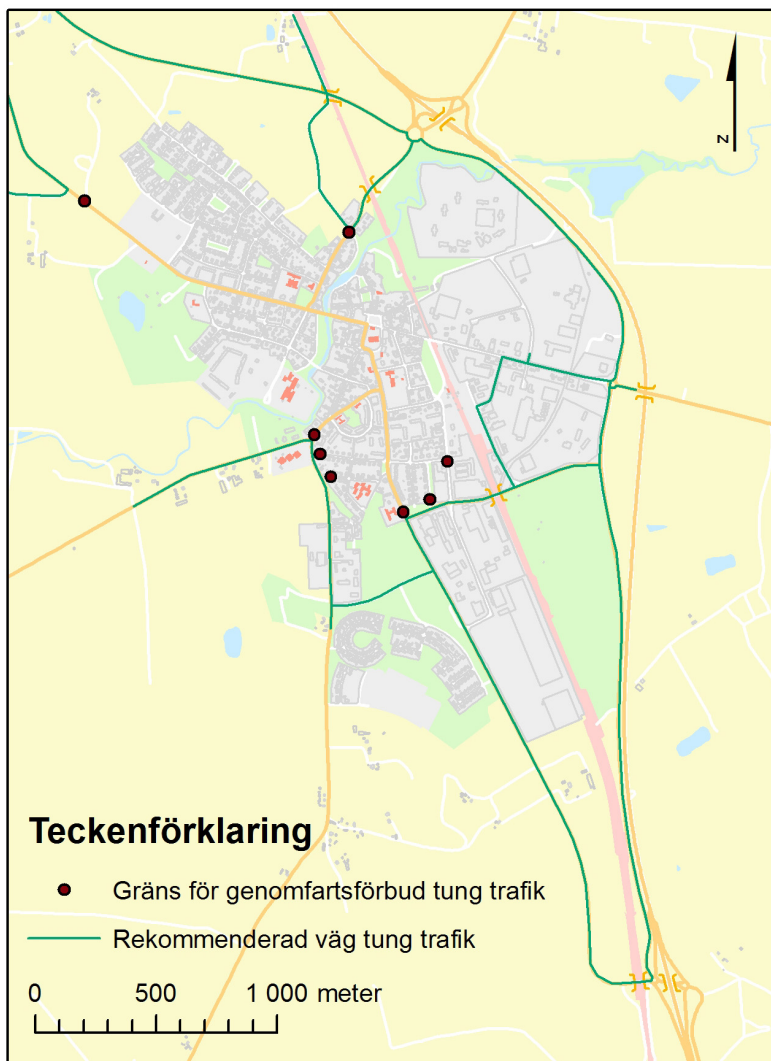 N
Teckenförklaring
Gräns för genomfartsförbud tung trafik
Rekommenderad väg tung trafik
0 500 1 000 meter